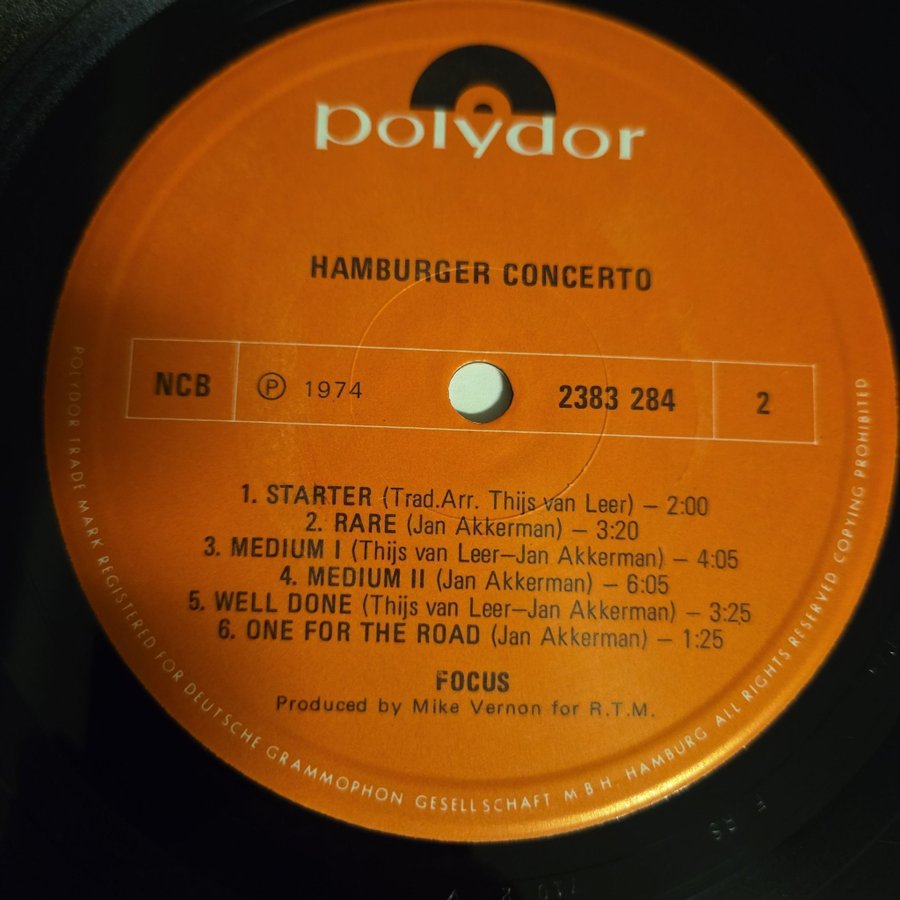 polydor
HAMBURGER CONCERTO
NCB ℗ 1974 2383 284 2
1. STARTER (Trad.Arr. Thijs van Leer) – 2:00
2. RARE (Jan Akkerman) – 3:20
3. MEDIUM I (Thijs van Leer–Jan Akkerman) – 4:05
4. MEDIUM II (Jan Akkerman) – 6:05
5. WELL DONE (Thijs van Leer–Jan Akkerman) – 3:25
6. ONE FOR THE ROAD (Jan Akkerman) – 1:25
FOCUS
Produced by Mike Vernon for R.T.M.
POLYDOR TRADE MARK REGISTERED FOR DEUTSCHE GRAMMOPHON GESELLSCHAFT M B H. HAMBURG ALL RIGHTS RESERVED COPYING PROHIBITED